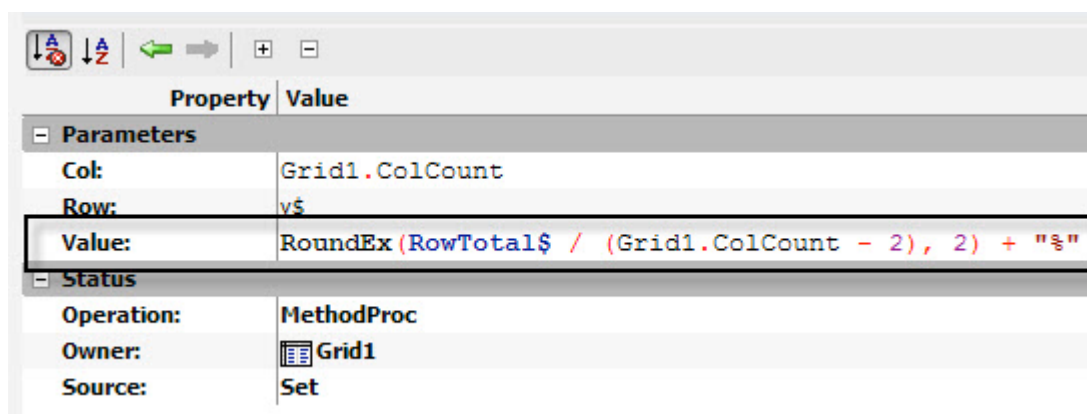 Property Value
Parameters
Col: Grid1.ColCount
Row: v$
Value: RoundEx(RowTotal$ / (Grid1.ColCount - 2), 2) + "%"
Status
Operation: MethodProc
Owner: Grid1
Source: Set